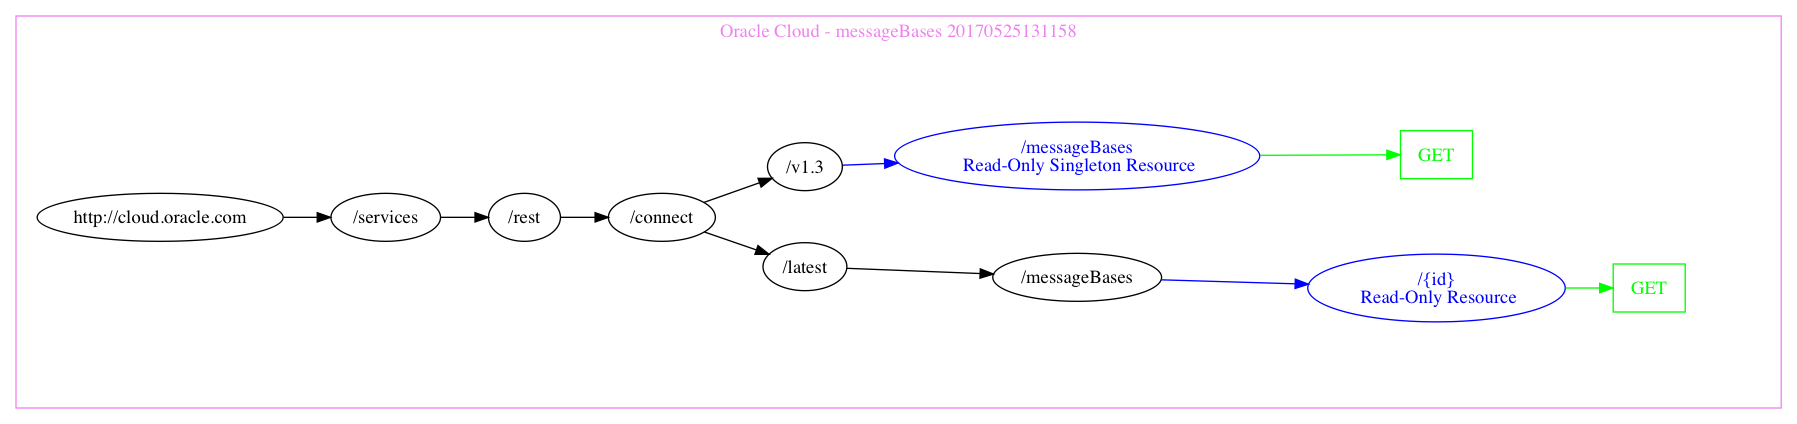 Oracle Cloud - messageBases 20170525131158
http://cloud.oracle.com
/services
/rest
/connect
/v1.3
/messageBases
Read-Only Singleton Resource
GET
/latest
/messageBases
/{id}
Read-Only Resource
GET